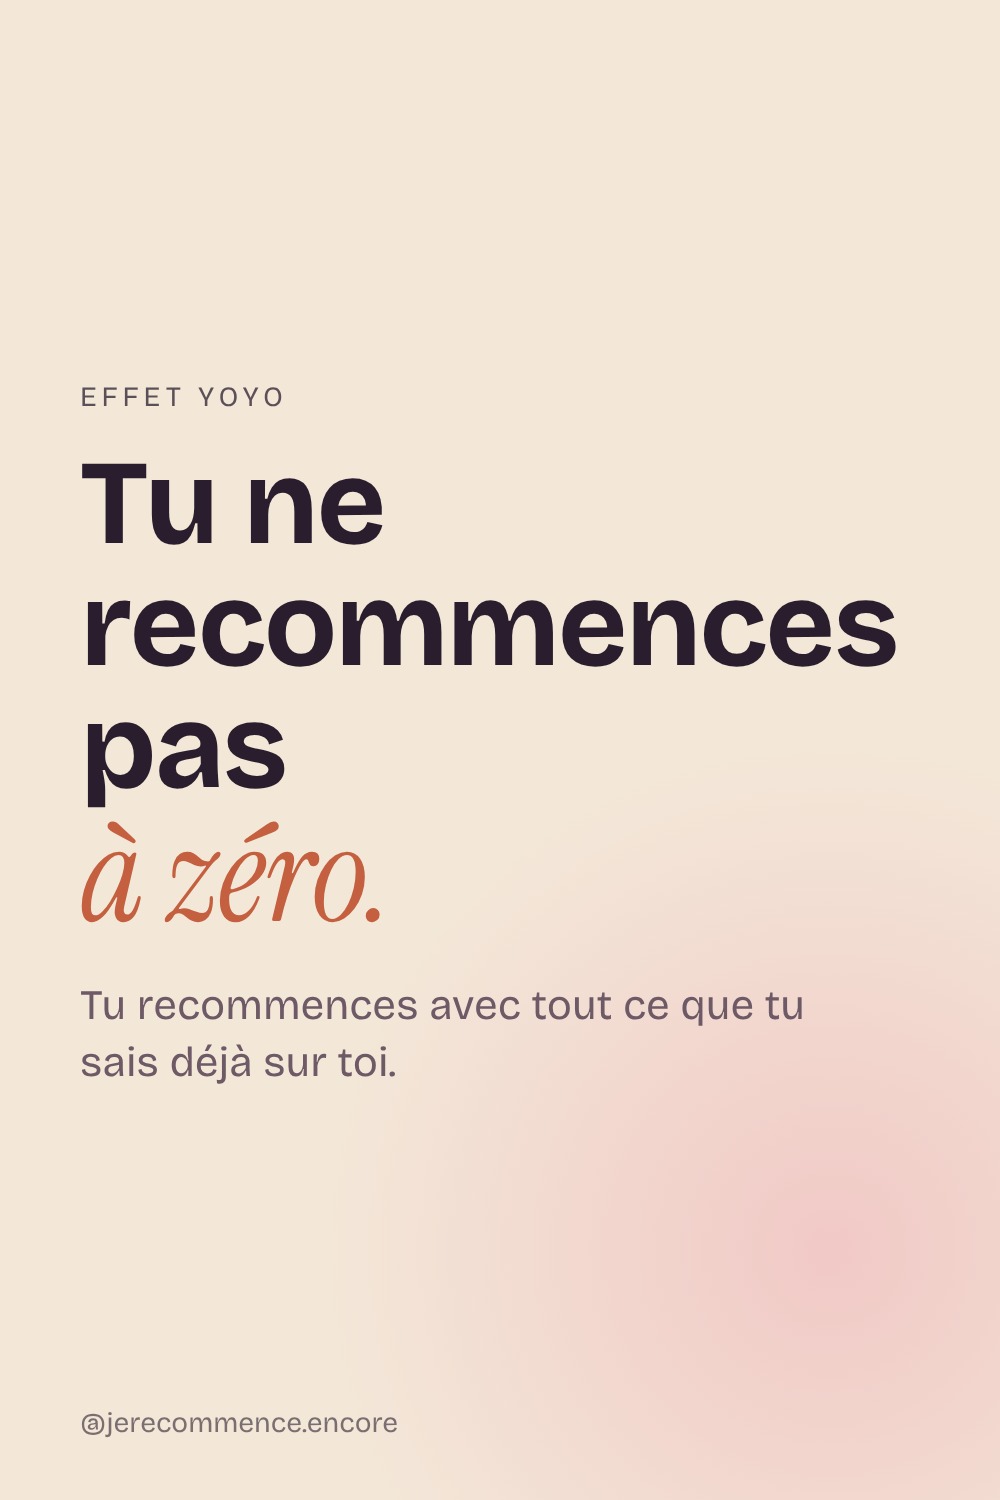 EFFET YOYO
Tu ne
recommences
pas
à zéro.
Tu recommences avec tout ce que tu
sais déjà sur toi.
@jerecommence.encore